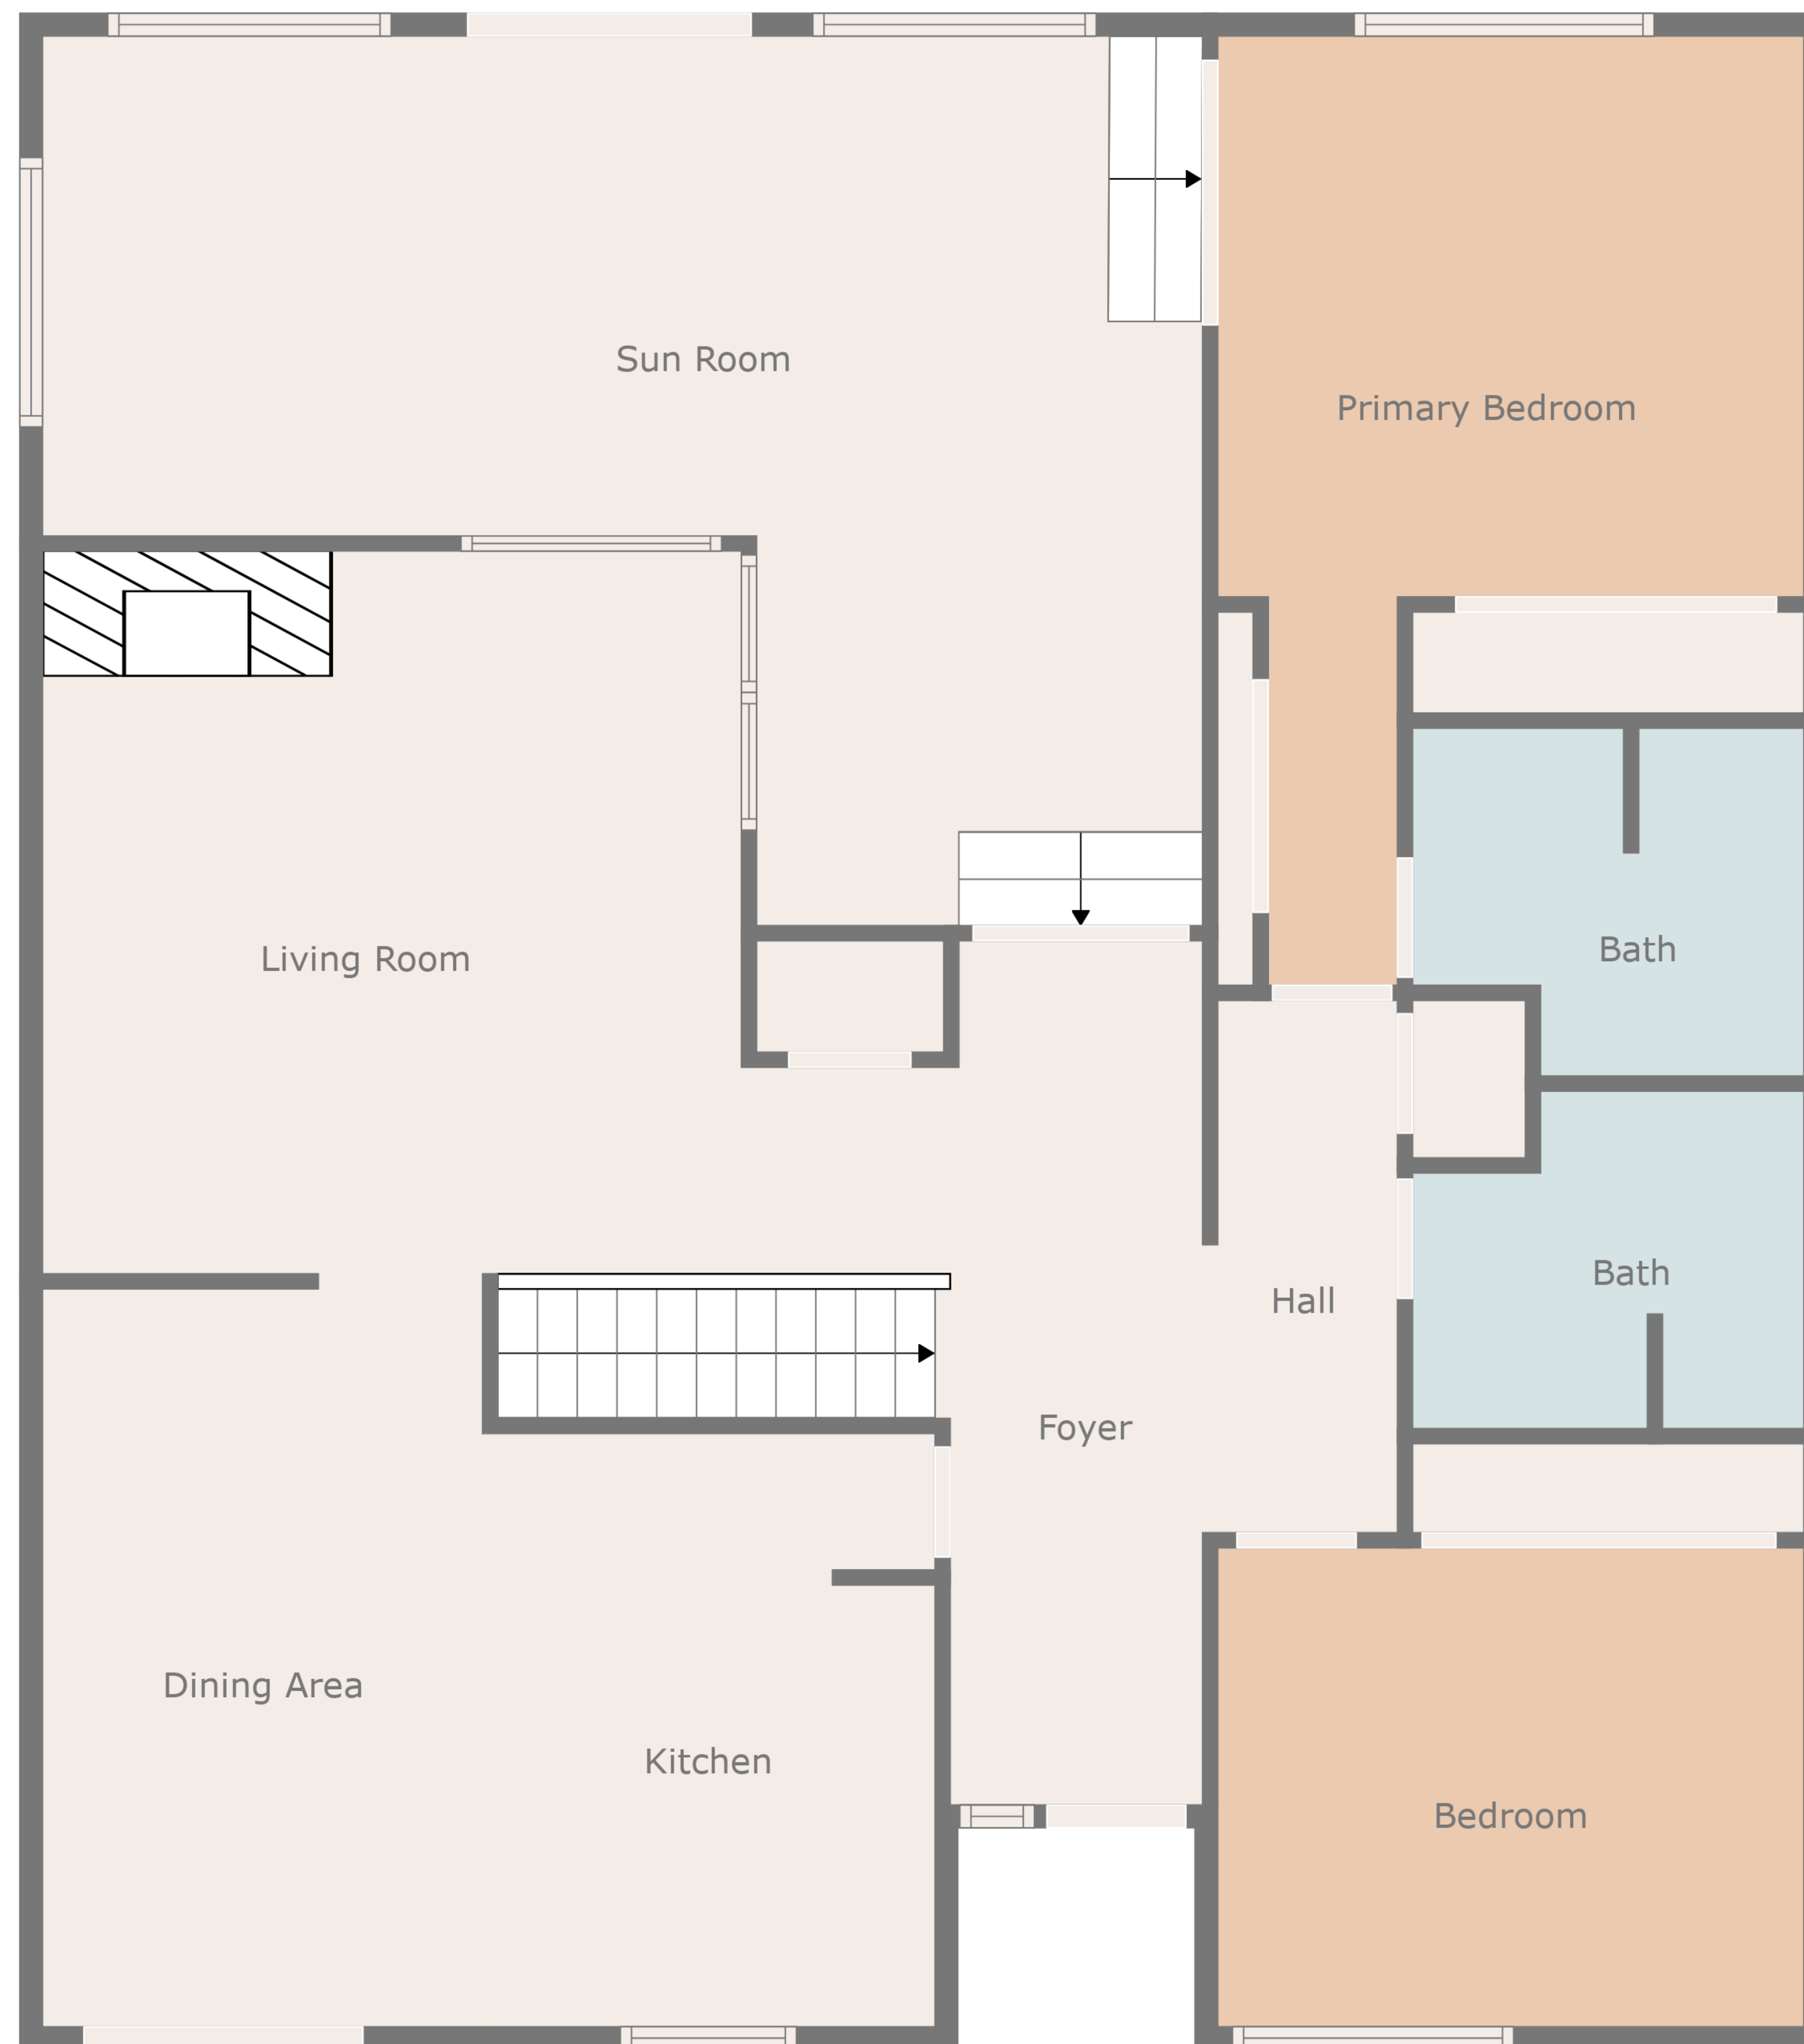 Sun Room
Primary Bedroom
Living Room
Bath
Bath
Hall
Foyer
Dining Area
Kitchen
Bedroom